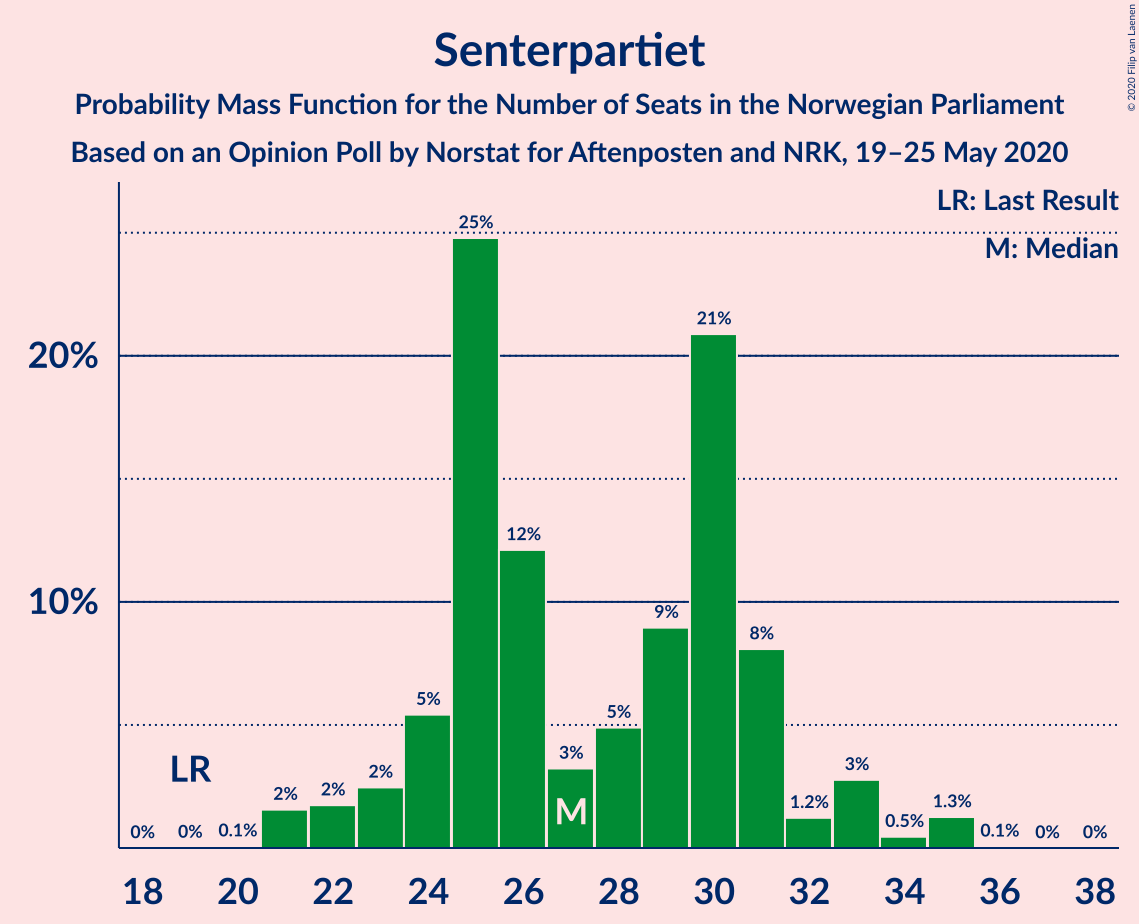 Senterpartiet
Probability Mass Function for the Number of Seats in the Norwegian Parliament
Based on an Opinion Poll by Norstat for Aftenposten and NRK, 19–25 May 2020
© 2020 Filip van Laenen
LR: Last Result
M: Median
20%
10%
0%
0%
0.1%
2%
2%
2%
5%
25%
12%
3%
5%
9%
21%
8%
1.2%
3%
0.5%
1.3%
0.1%
0%
0%
LR
M
18 20 22 24 26 28 30 32 34 36 38